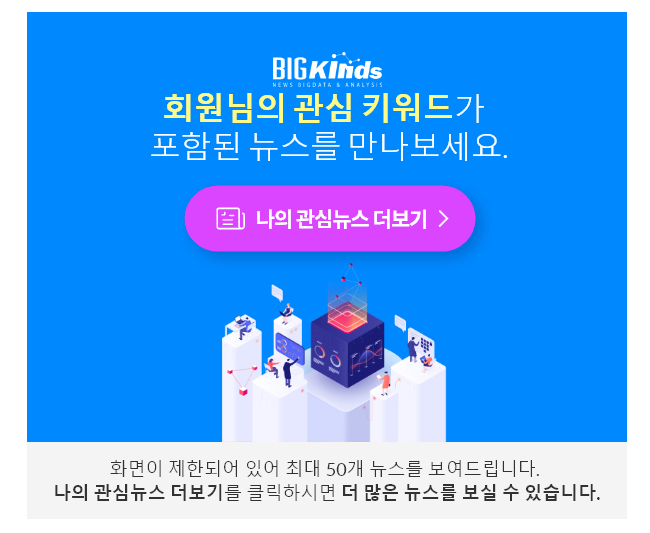 BIGKinds
NEWS BIGDATA & ANALYSIS
회원님의 관심 키워드가
포함된 뉴스를 만나보세요.
나의 관심뉴스 더보기
화면이 제한되어 있어 최대 50개 뉴스를 보여드립니다.
나의 관심뉴스 더보기를 클릭하시면 더 많은 뉴스를 보실 수 있습니다.